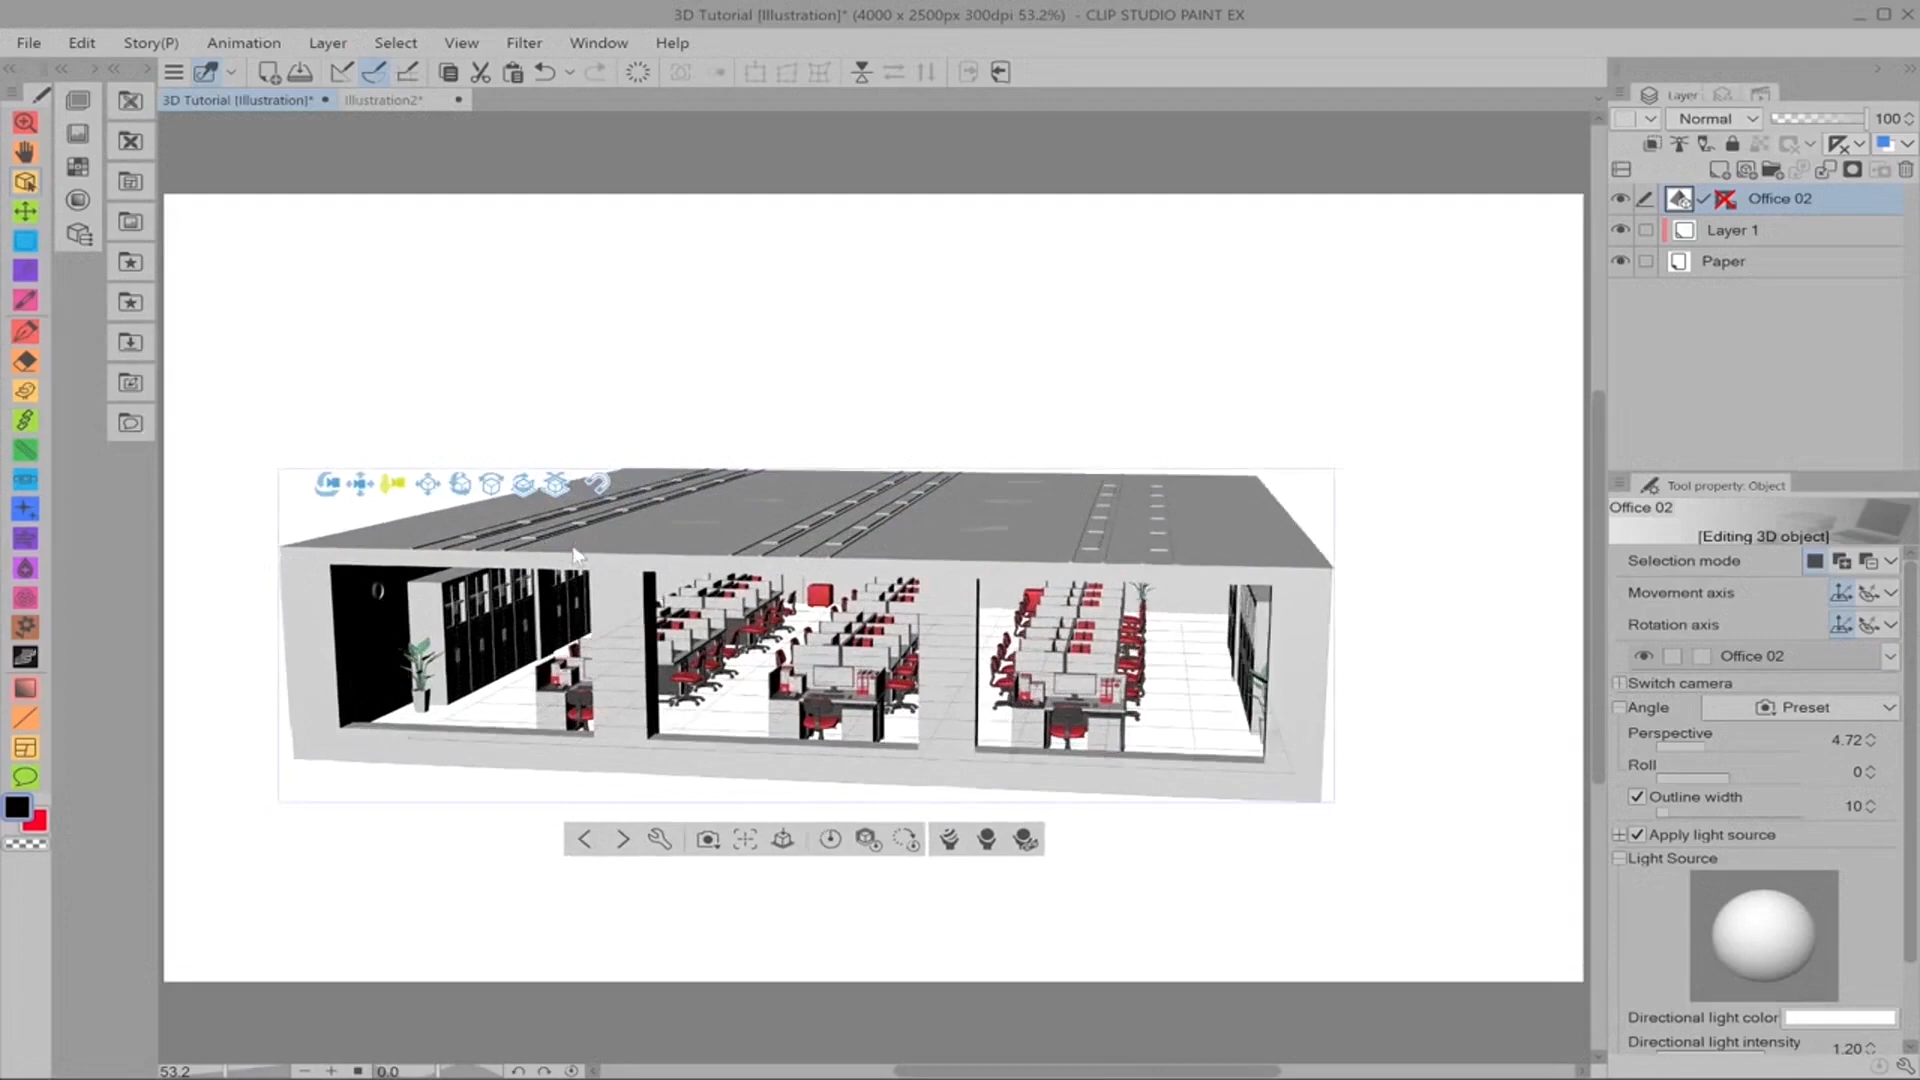 3D Tutorial [Illustration]* (4000 x 2500px 300dpi 53.2%) - CLIP STUDIO PAINT EX
File Edit Story(P) Animation Layer Select View Filter Window Help
3D Tutorial [Illustration]* Illustration2*
Layer
Normal 100
Office 02
Layer 1
Paper
Tool property: Object
Office 02
[Editing 3D object]
Selection mode
Movement axis
Rotation axis
Office 02
Switch camera
Angle Preset
Perspective 4.72
Roll 0
Outline width 10
Apply light source
Light Source
Directional light color
Directional light intensity 1.20
53.2 0.0